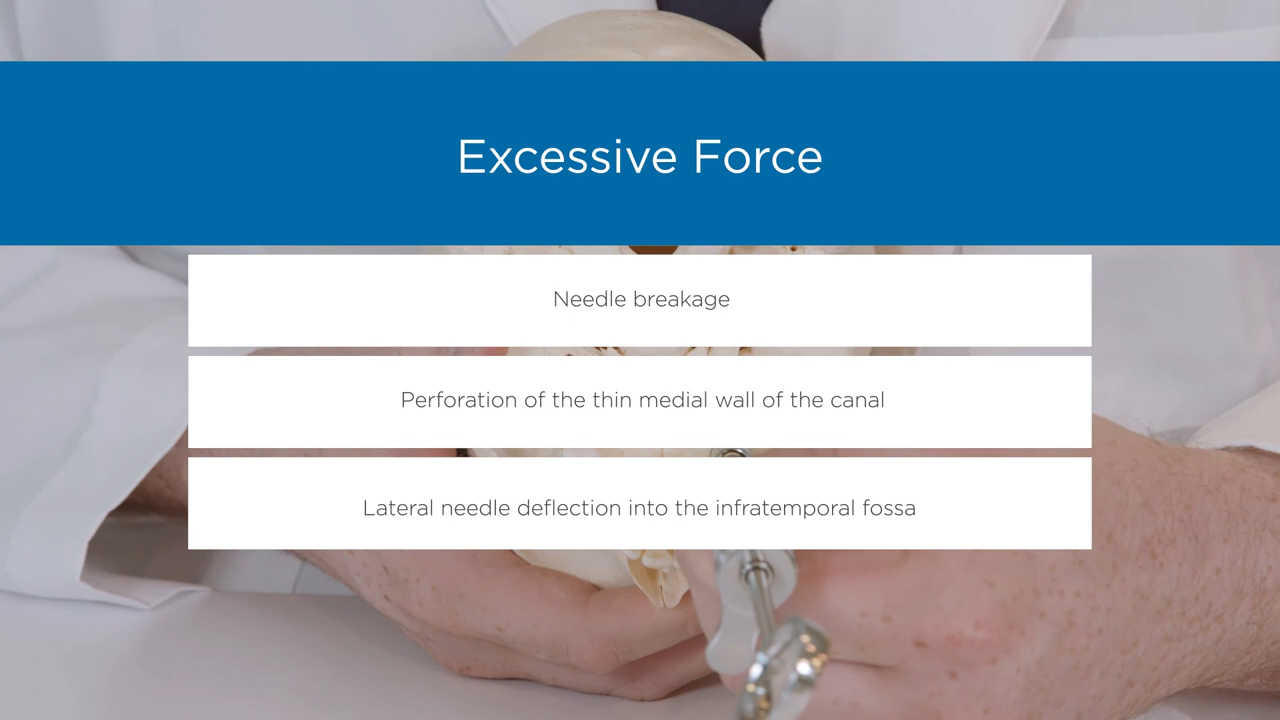 Excessive Force
Needle breakage
Perforation of the thin medial wall of the canal
Lateral needle deflection into the infratemporal fossa